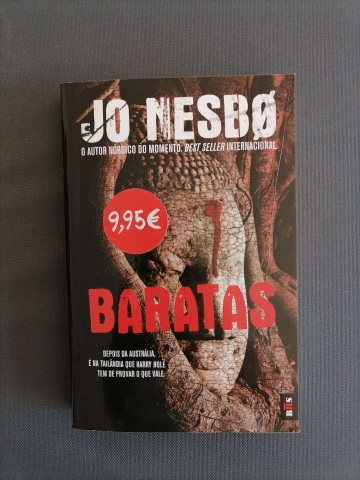 JO NESBØ
O AUTOR NÓRDICO DO MOMENTO. BEST SELLER INTERNACIONAL.
9,95€
BARATAS
DEPOIS DA AUSTRÁLIA,
É NA TAILÂNDIA QUE HARRY HOLE
TEM DE PROVAR O QUE VALE.